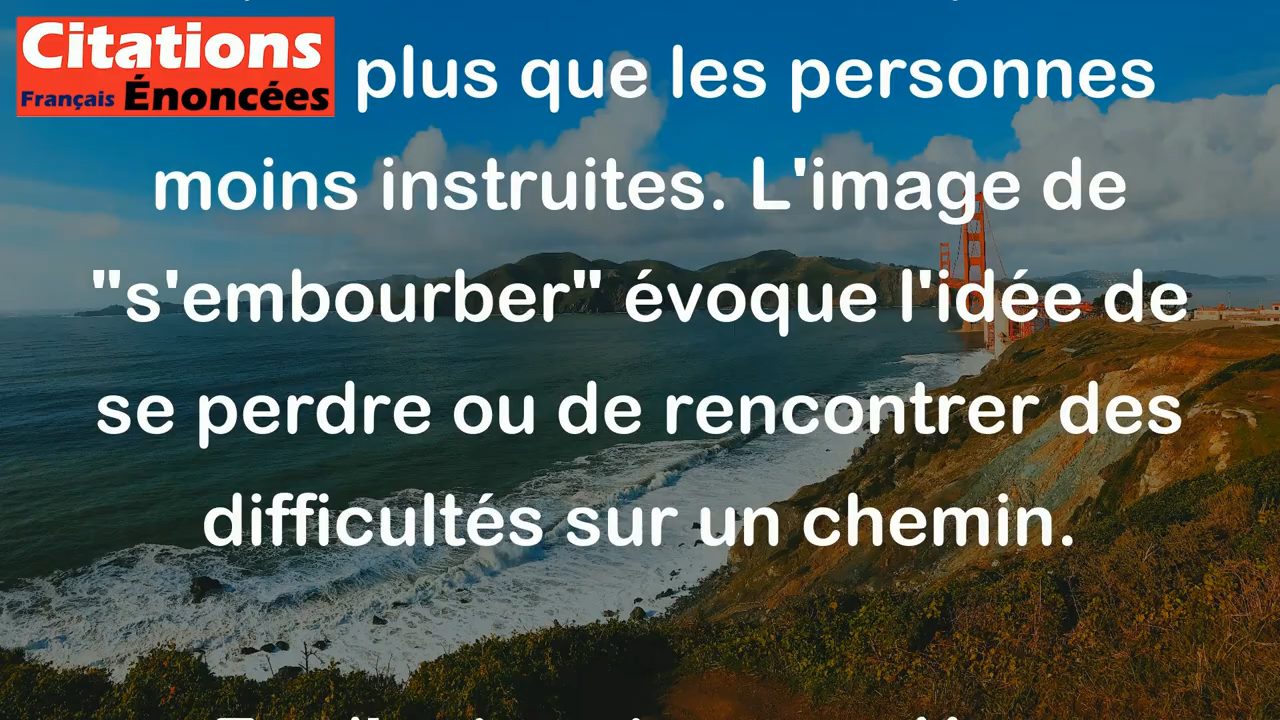 Citations
Français Énoncées
plus que les personnes
moins instruites. L'image de
"s'embourber" évoque l'idée de
se perdre ou de rencontrer des
difficultés sur un chemin.